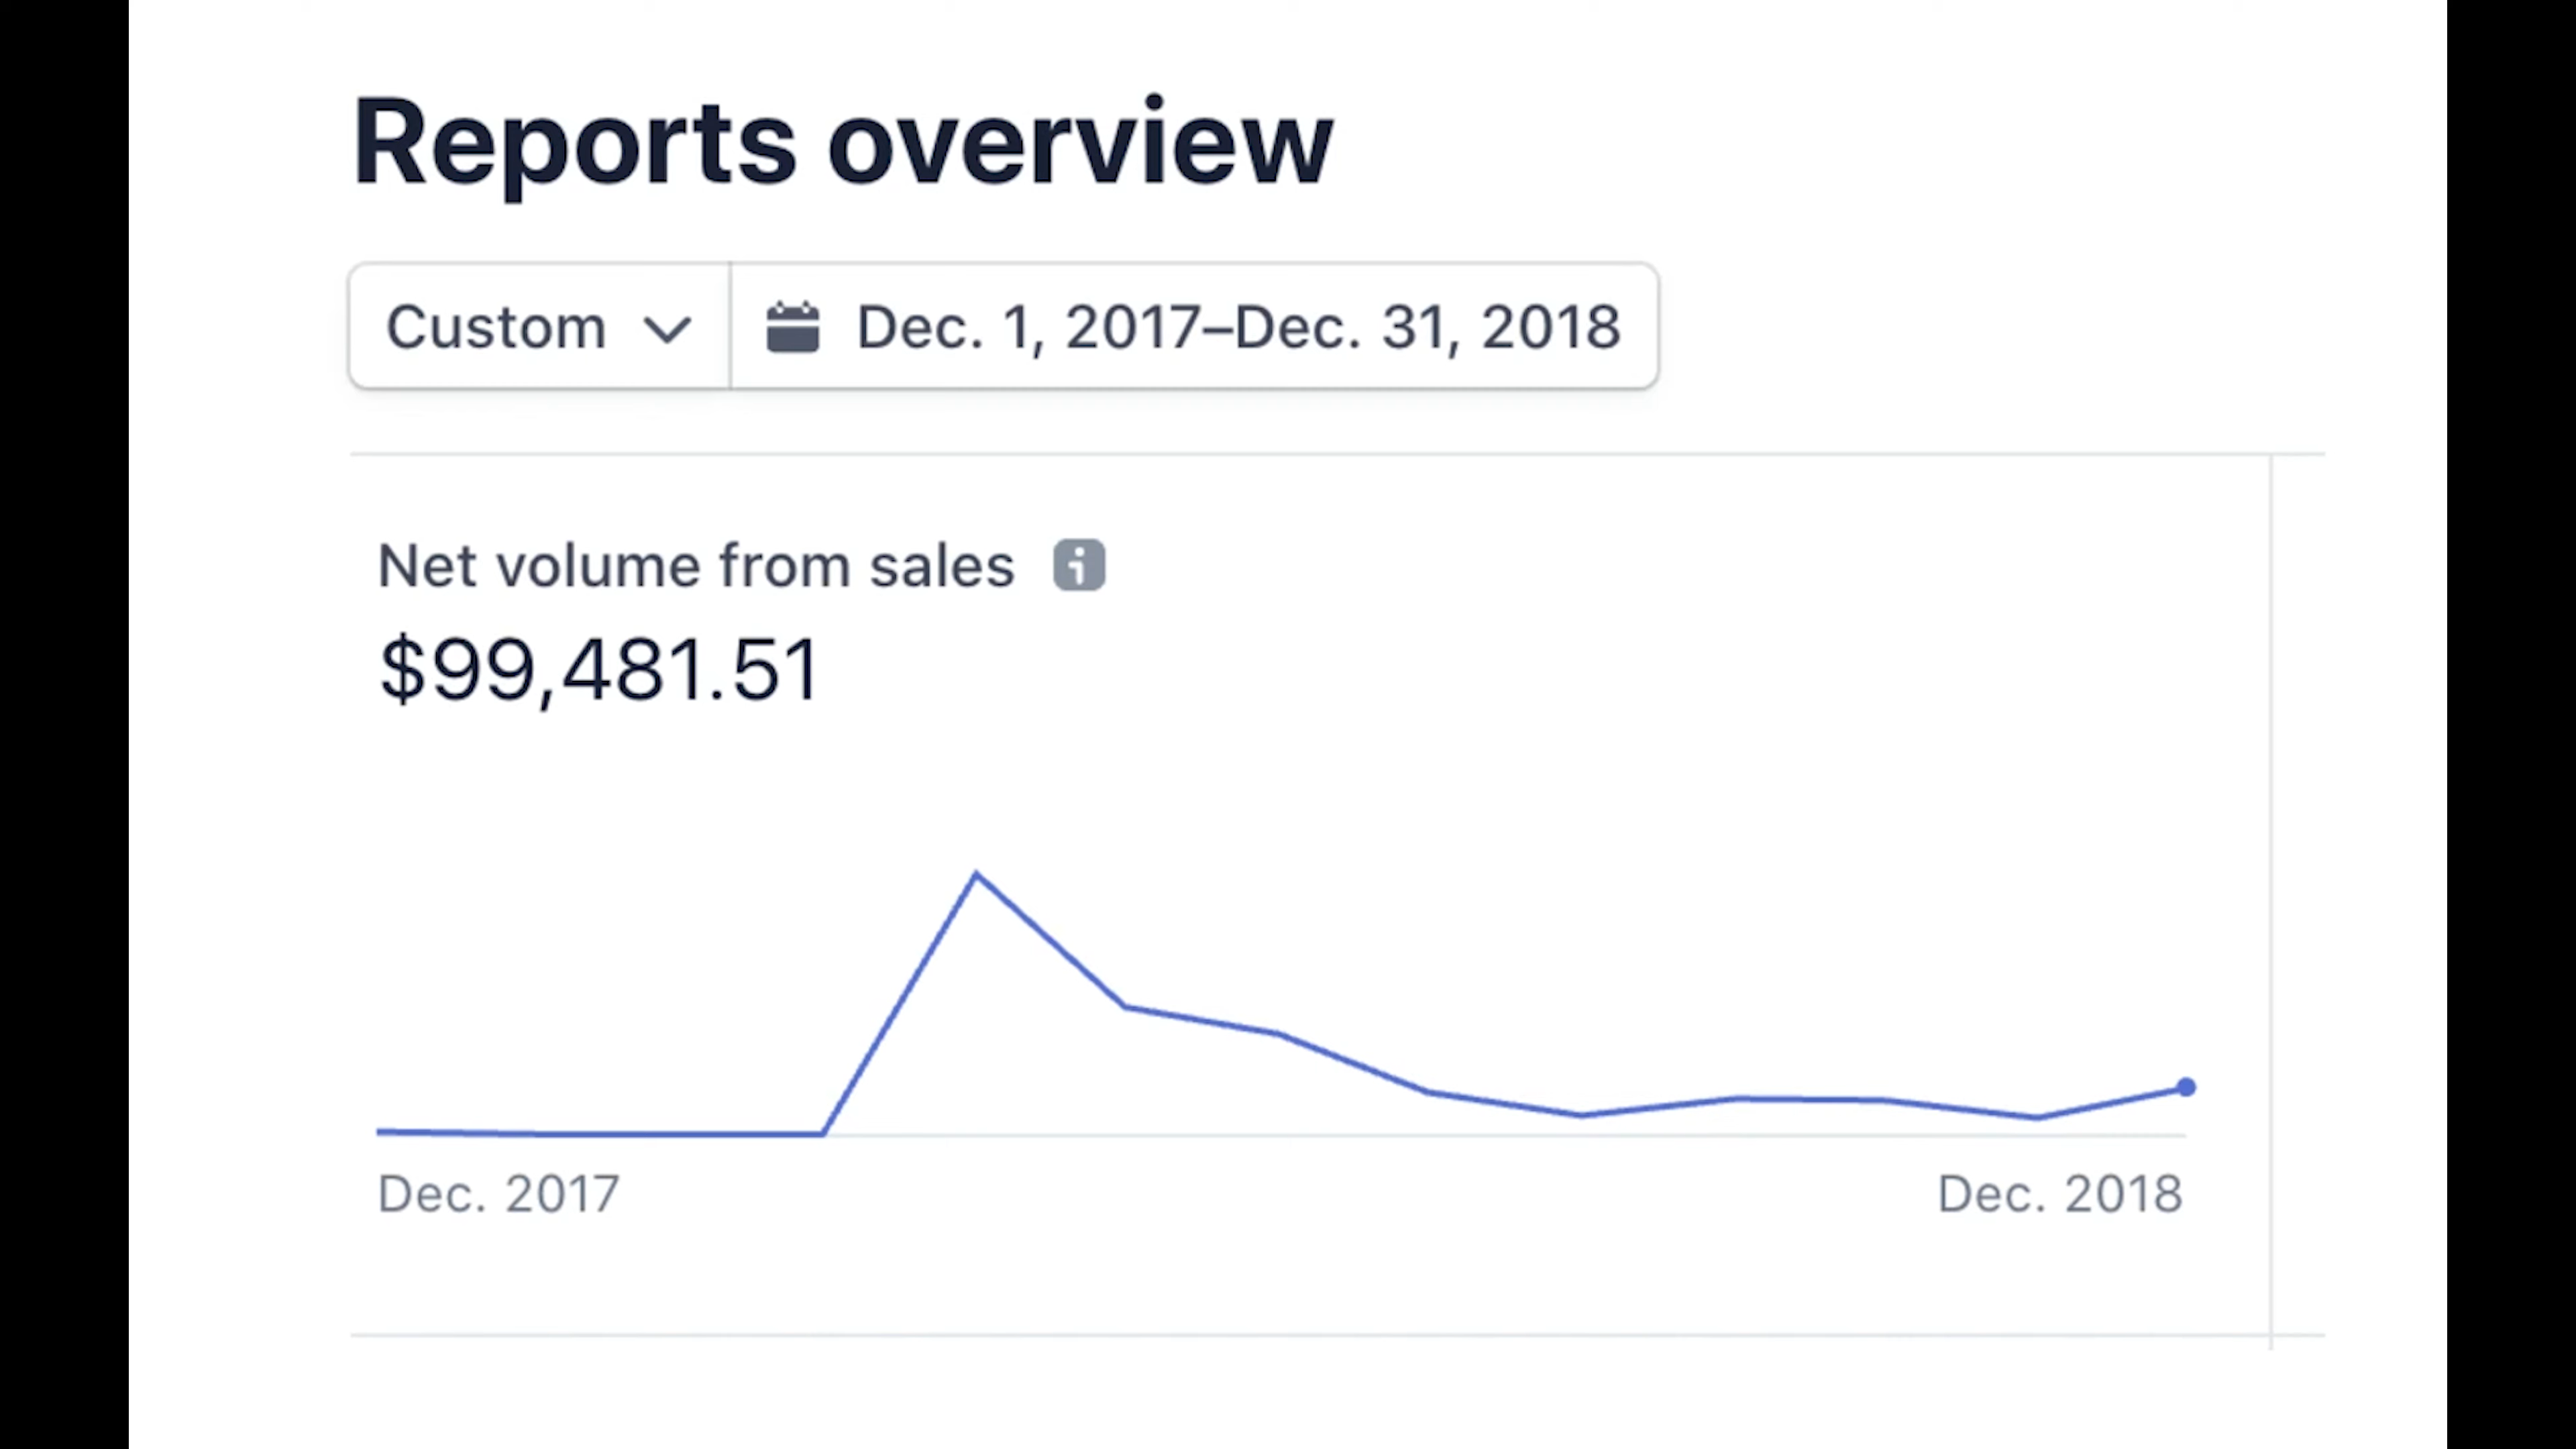 Reports overview
Custom Dec. 1, 2017–Dec. 31, 2018
Net volume from sales
$99,481.51
Dec. 2017 Dec. 2018